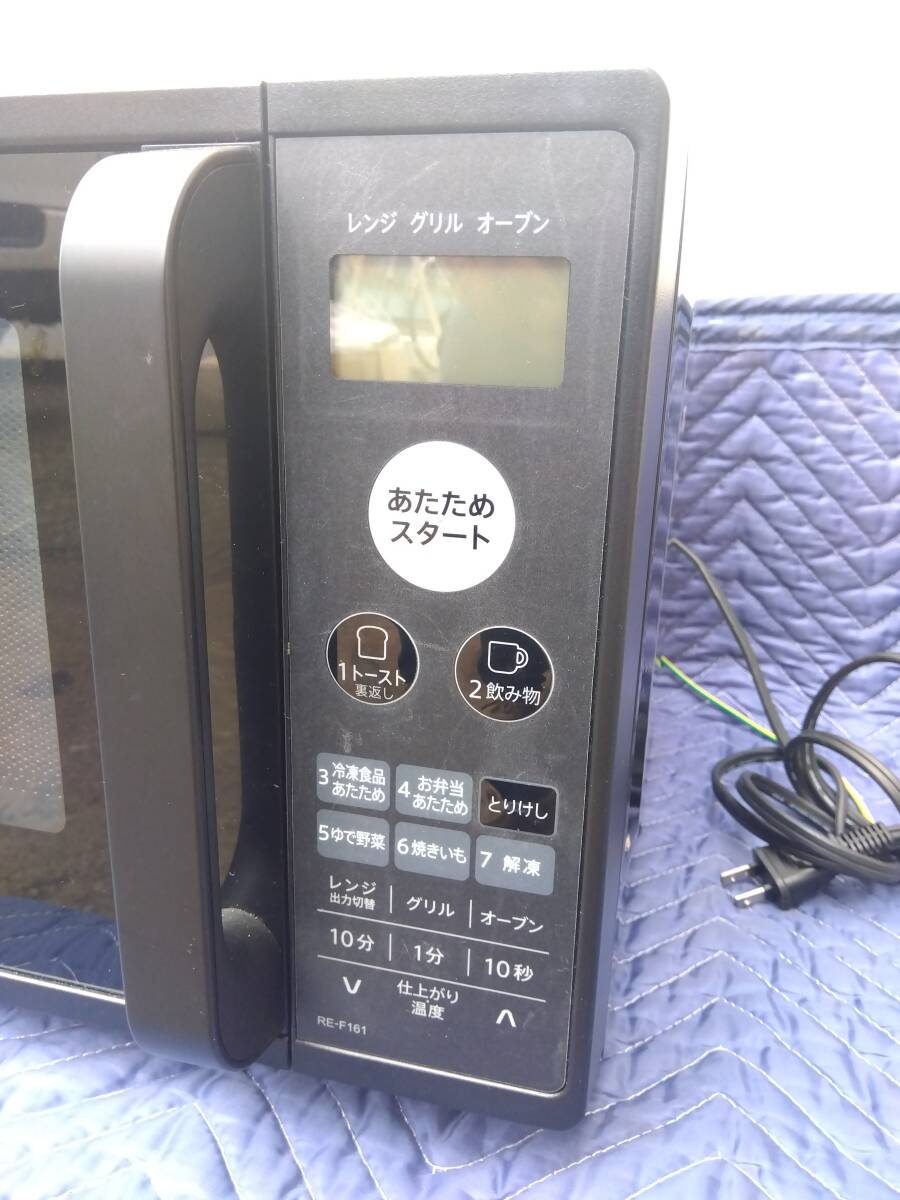 レンジ グリル オーブン
あたため
スタート
1トースト
裏返し
2飲み物
3冷凍食品
あたため
4お弁当
あたため
とりけし
5ゆで野菜
6焼きいも
7 解凍
レンジ
出力切替
グリル
オーブン
10分
1分
10秒
∨
仕上がり
温度
∧
RE-F161